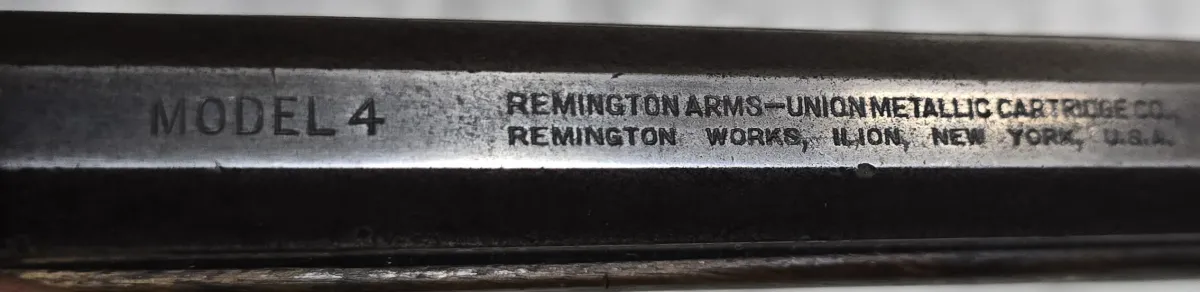 MODEL 4
REMINGTON ARMS-UNION METALLIC CARTRIDGE CO.,
REMINGTON WORKS, ILION, NEW YORK, U.S.A.